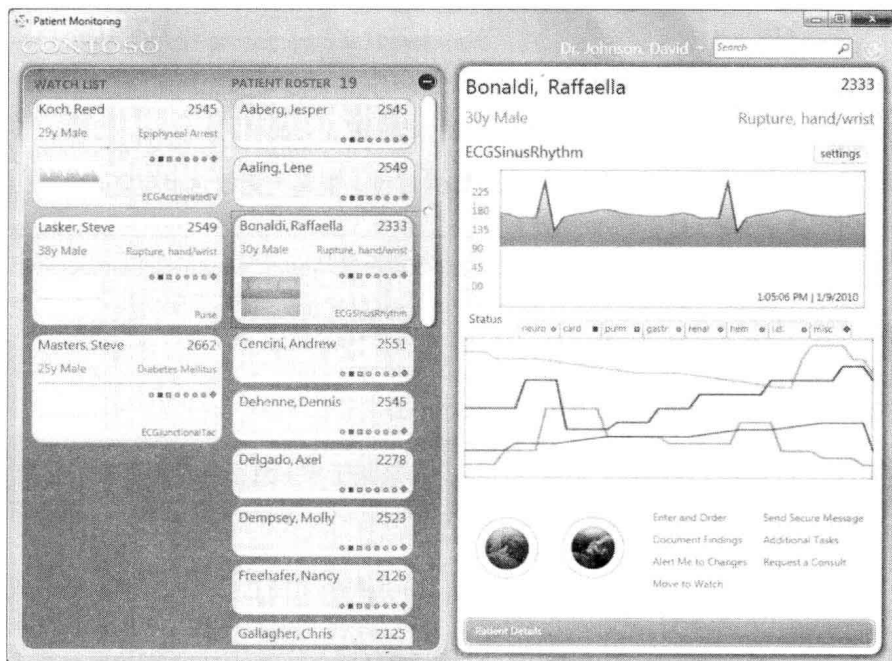 Patient Monitoring
CONTOSO
Dr. Johnson, David
Search
WATCH LIST
Koch, Reed 2545
29y Male Epiphyseal Arrest
ECGAcceleratedIV
Lasker, Steve 2549
38y Male Rupture, hand/wrist
Pulse
Masters, Steve 2662
25y Male Diabetes Mellitus
ECGJunctionalTac
PATIENT ROSTER 19
Aaberg, Jesper 2545
Aaling, Lene 2549
Bonaldi, Raffaella 2333
30y Male Rupture, hand/wrist
ECGSinusRhythm
Cencini, Andrew 2551
Dehenne, Dennis 2545
Delgado, Axel 2278
Dempsey, Molly 2523
Freehafer, Nancy 2126
Gallagher, Chris 2125
Bonaldi, Raffaella 2333
30y Male Rupture, hand/wrist
ECGSinusRhythm settings
225
180
135
90
45
00
1:05:06 PM | 1/9/2010
Status
neuro card pulm gastr renal hem i.d. misc
Enter and Order Send Secure Message
Document Findings Additional Tasks
Alert Me to Changes Request a Consult
Move to Watch
Patient Details